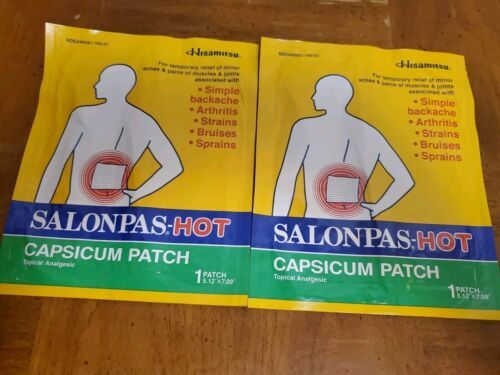 NDC#46581-700-01
Hisamitsu®
For temporary relief of minor
aches & pains of muscles & joints
associated with
• Simple
backache
• Arthritis
• Strains
• Bruises
• Sprains
SALONPAS-HOT
CAPSICUM PATCH
Topical Analgesic
1 PATCH
5.12"×7.09"
Hisamitsu®
For temporary relief of minor
aches & pains of muscles & joints
associated with
• Simple
backache
• Arthritis
• Strains
• Bruises
• Sprains
SALONPAS-HOT
CAPSICUM PATCH
Topical Analgesic
1 PATCH
5.12"×7.09"